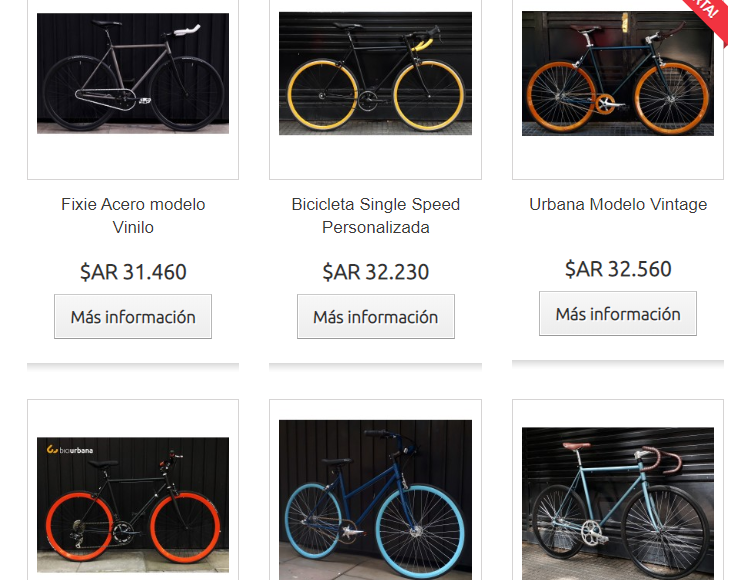 RTA!
Fixie Acero modelo
Vinilo
Bicicleta Single Speed
Personalizada
Urbana Modelo Vintage
$AR 31.460
$AR 32.230
$AR 32.560
Más información
Más información
Más información
biciurbana